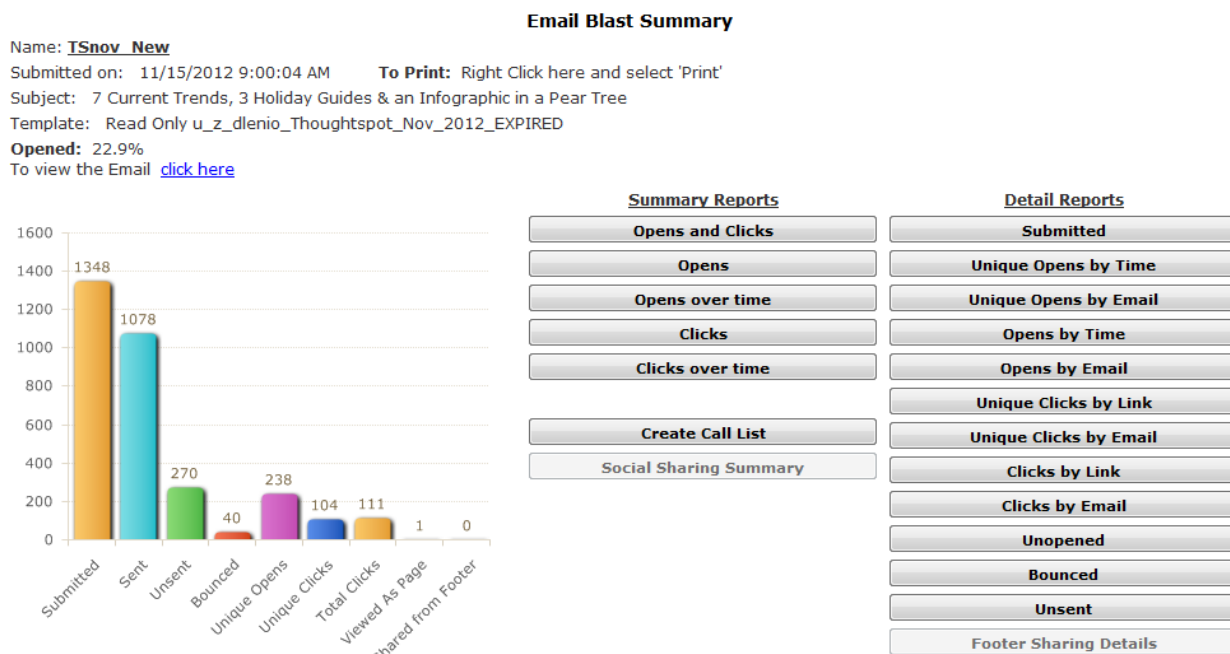 Email Blast Summary
Name: TSnov_New
Submitted on: 11/15/2012 9:00:04 AM To Print: Right Click here and select 'Print'
Subject: 7 Current Trends, 3 Holiday Guides & an Infographic in a Pear Tree
Template: Read Only u_z_dlenio_Thoughtspot_Nov_2012_EXPIRED
Opened: 22.9%
To view the Email click here
1600
1400
1200
1000
800
600
400
200
0
1348
1078
270
40
238
104
111
1
0
Submitted
Sent
Unsent
Bounced
Unique Opens
Unique Clicks
Total Clicks
Viewed As Page
hared from Footer
Summary Reports
Opens and Clicks
Opens
Opens over time
Clicks
Clicks over time
Create Call List
Social Sharing Summary
Detail Reports
Submitted
Unique Opens by Time
Unique Opens by Email
Opens by Time
Opens by Email
Unique Clicks by Link
Unique Clicks by Email
Clicks by Link
Clicks by Email
Unopened
Bounced
Unsent
Footer Sharing Details